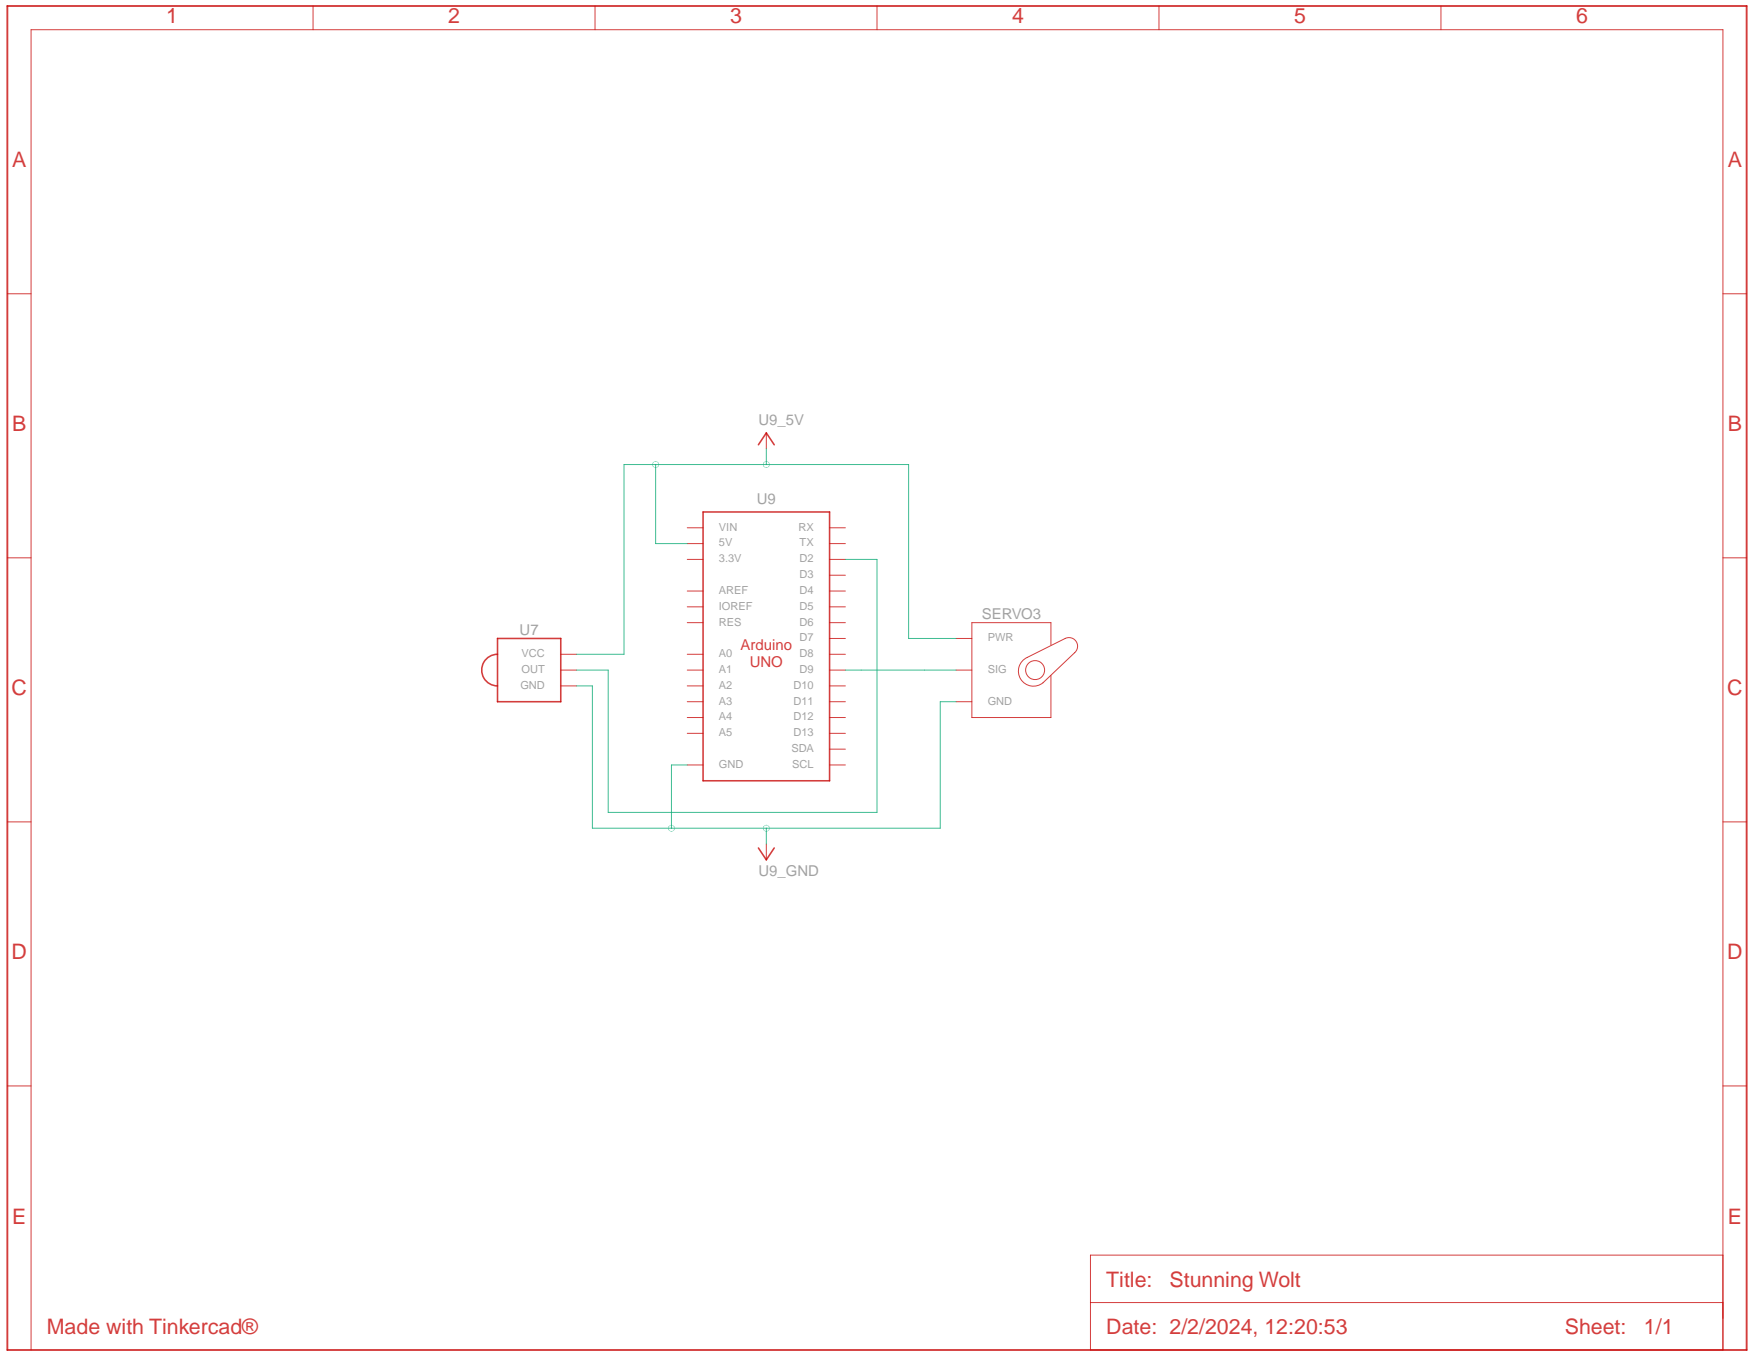 1 2 3 4 5 6
A A
B B
U9_5V
U9
VIN RX
5V TX
3.3V D2
D3
AREF D4
IOREF D5
RES D6
D7
Arduino
UNO
A0 D8
A1 D9
A2 D10
A3 D11
A4 D12
A5 D13
SDA
GND SCL
U7
VCC
OUT
GND
SERVO3
PWR
SIG
GND
C C
U9_GND
D D
E E
Title: Stunning Wolt
Date: 2/2/2024, 12:20:53 Sheet: 1/1
Made with Tinkercad®